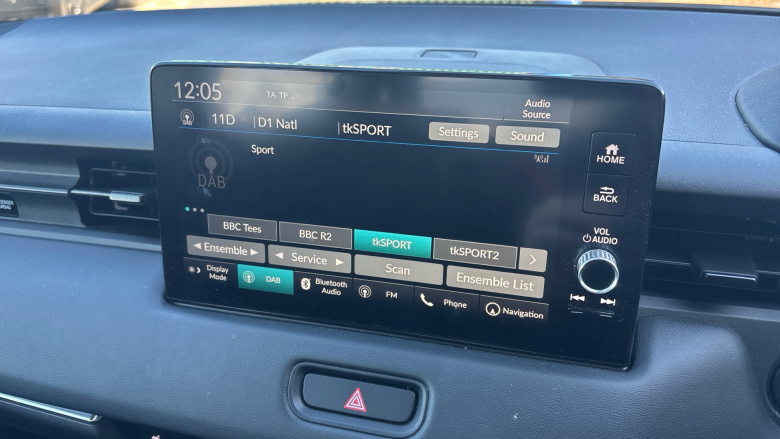 12:05
TA TP
Audio
Source
DAB
11D
D1 Natl
tkSPORT
Settings
Sound
Sport
DAB
HOME
BACK
VOL
AUDIO
BBC Tees
BBC R2
tkSPORT
tkSPORT2
Ensemble
Service
Scan
Ensemble List
Display
Mode
DAB
Bluetooth
Audio
FM
Phone
Navigation